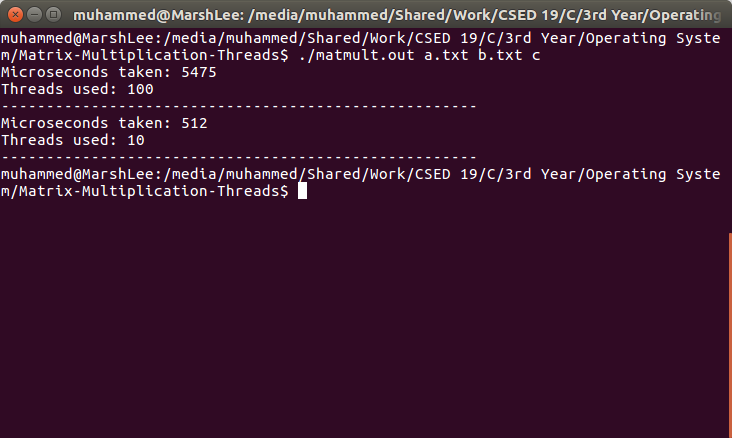 muhammed@MarshLee: /media/muhammed/Shared/Work/CSED 19/C/3rd Year/Operating
muhammed@MarshLee:/media/muhammed/Shared/Work/CSED 19/C/3rd Year/Operating Syste
m/Matrix-Multiplication-Threads$ ./matmult.out a.txt b.txt c
Microseconds taken: 5475
Threads used: 100
-----------------------------------------------------
Microseconds taken: 512
Threads used: 10
-----------------------------------------------------
muhammed@MarshLee:/media/muhammed/Shared/Work/CSED 19/C/3rd Year/Operating Syste
m/Matrix-Multiplication-Threads$